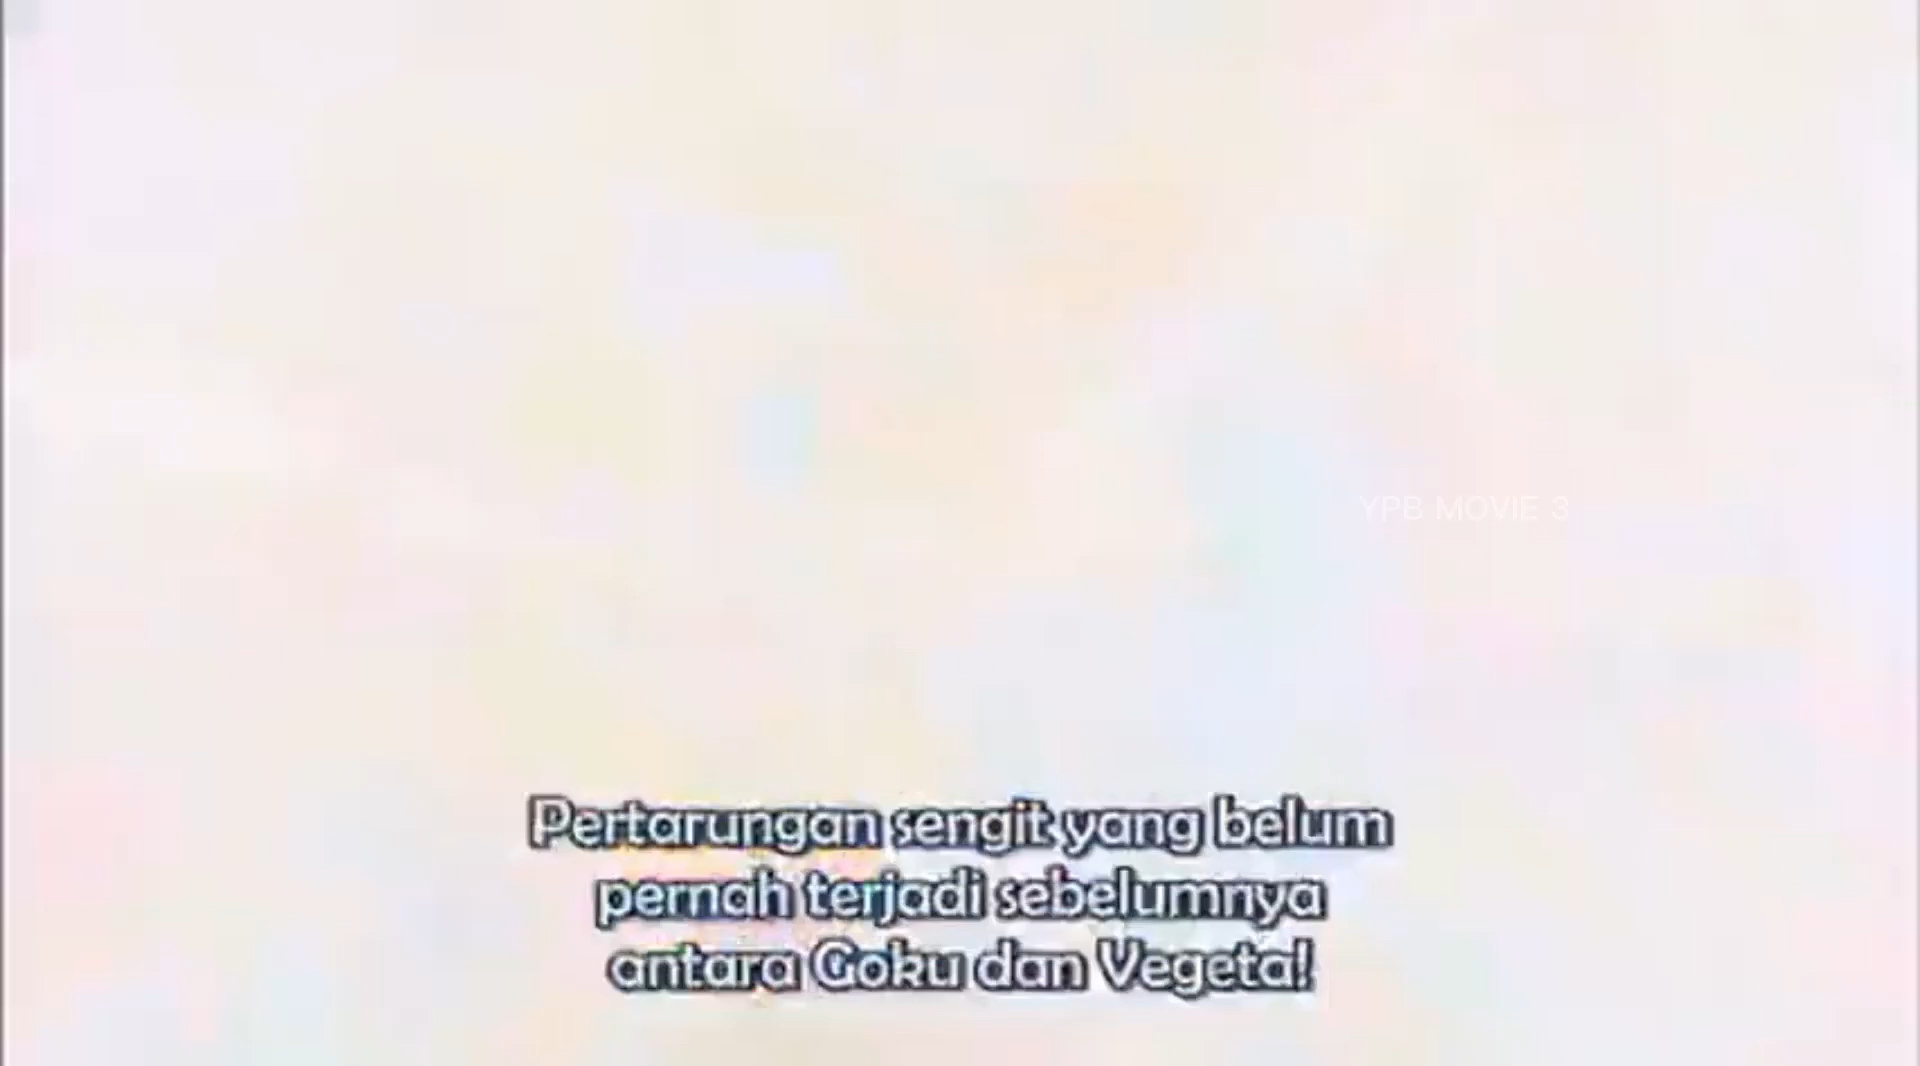 YPB MOVIE 3
Pertarungan sengit yang belum
pernah terjadi sebelumnya
antara Goku dan Vegeta!